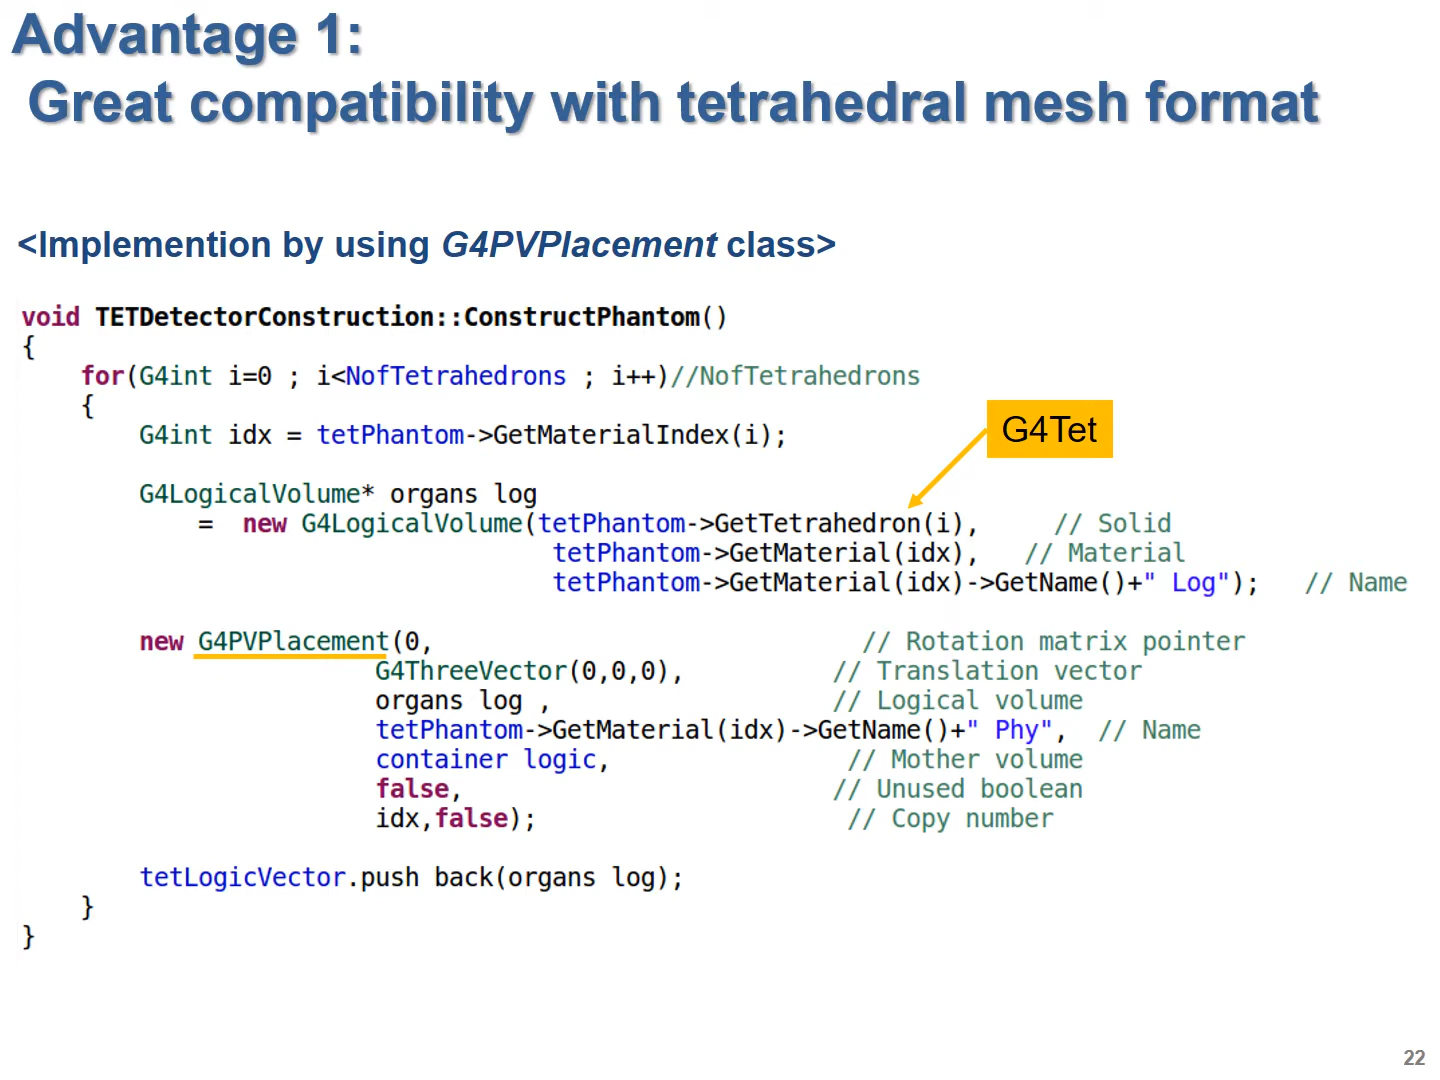 Advantage 1:
Great compatibility with tetrahedral mesh format
<Implemention by using G4PVPlacement class>
void TETDetectorConstruction::ConstructPhantom()
{
for(G4int i=0 ; i<NofTetrahedrons ; i++)//NofTetrahedrons
{
G4int idx = tetPhantom->GetMaterialIndex(i);
G4Tet
G4LogicalVolume* organs log
= new G4LogicalVolume(tetPhantom->GetTetrahedron(i), // Solid
tetPhantom->GetMaterial(idx), // Material
tetPhantom->GetMaterial(idx)->GetName()+" Log"); // Name
new G4PVPlacement(0, // Rotation matrix pointer
G4ThreeVector(0,0,0), // Translation vector
organs log , // Logical volume
tetPhantom->GetMaterial(idx)->GetName()+" Phy", // Name
container logic, // Mother volume
false, // Unused boolean
idx,false); // Copy number
tetLogicVector.push back(organs log);
}
}
22